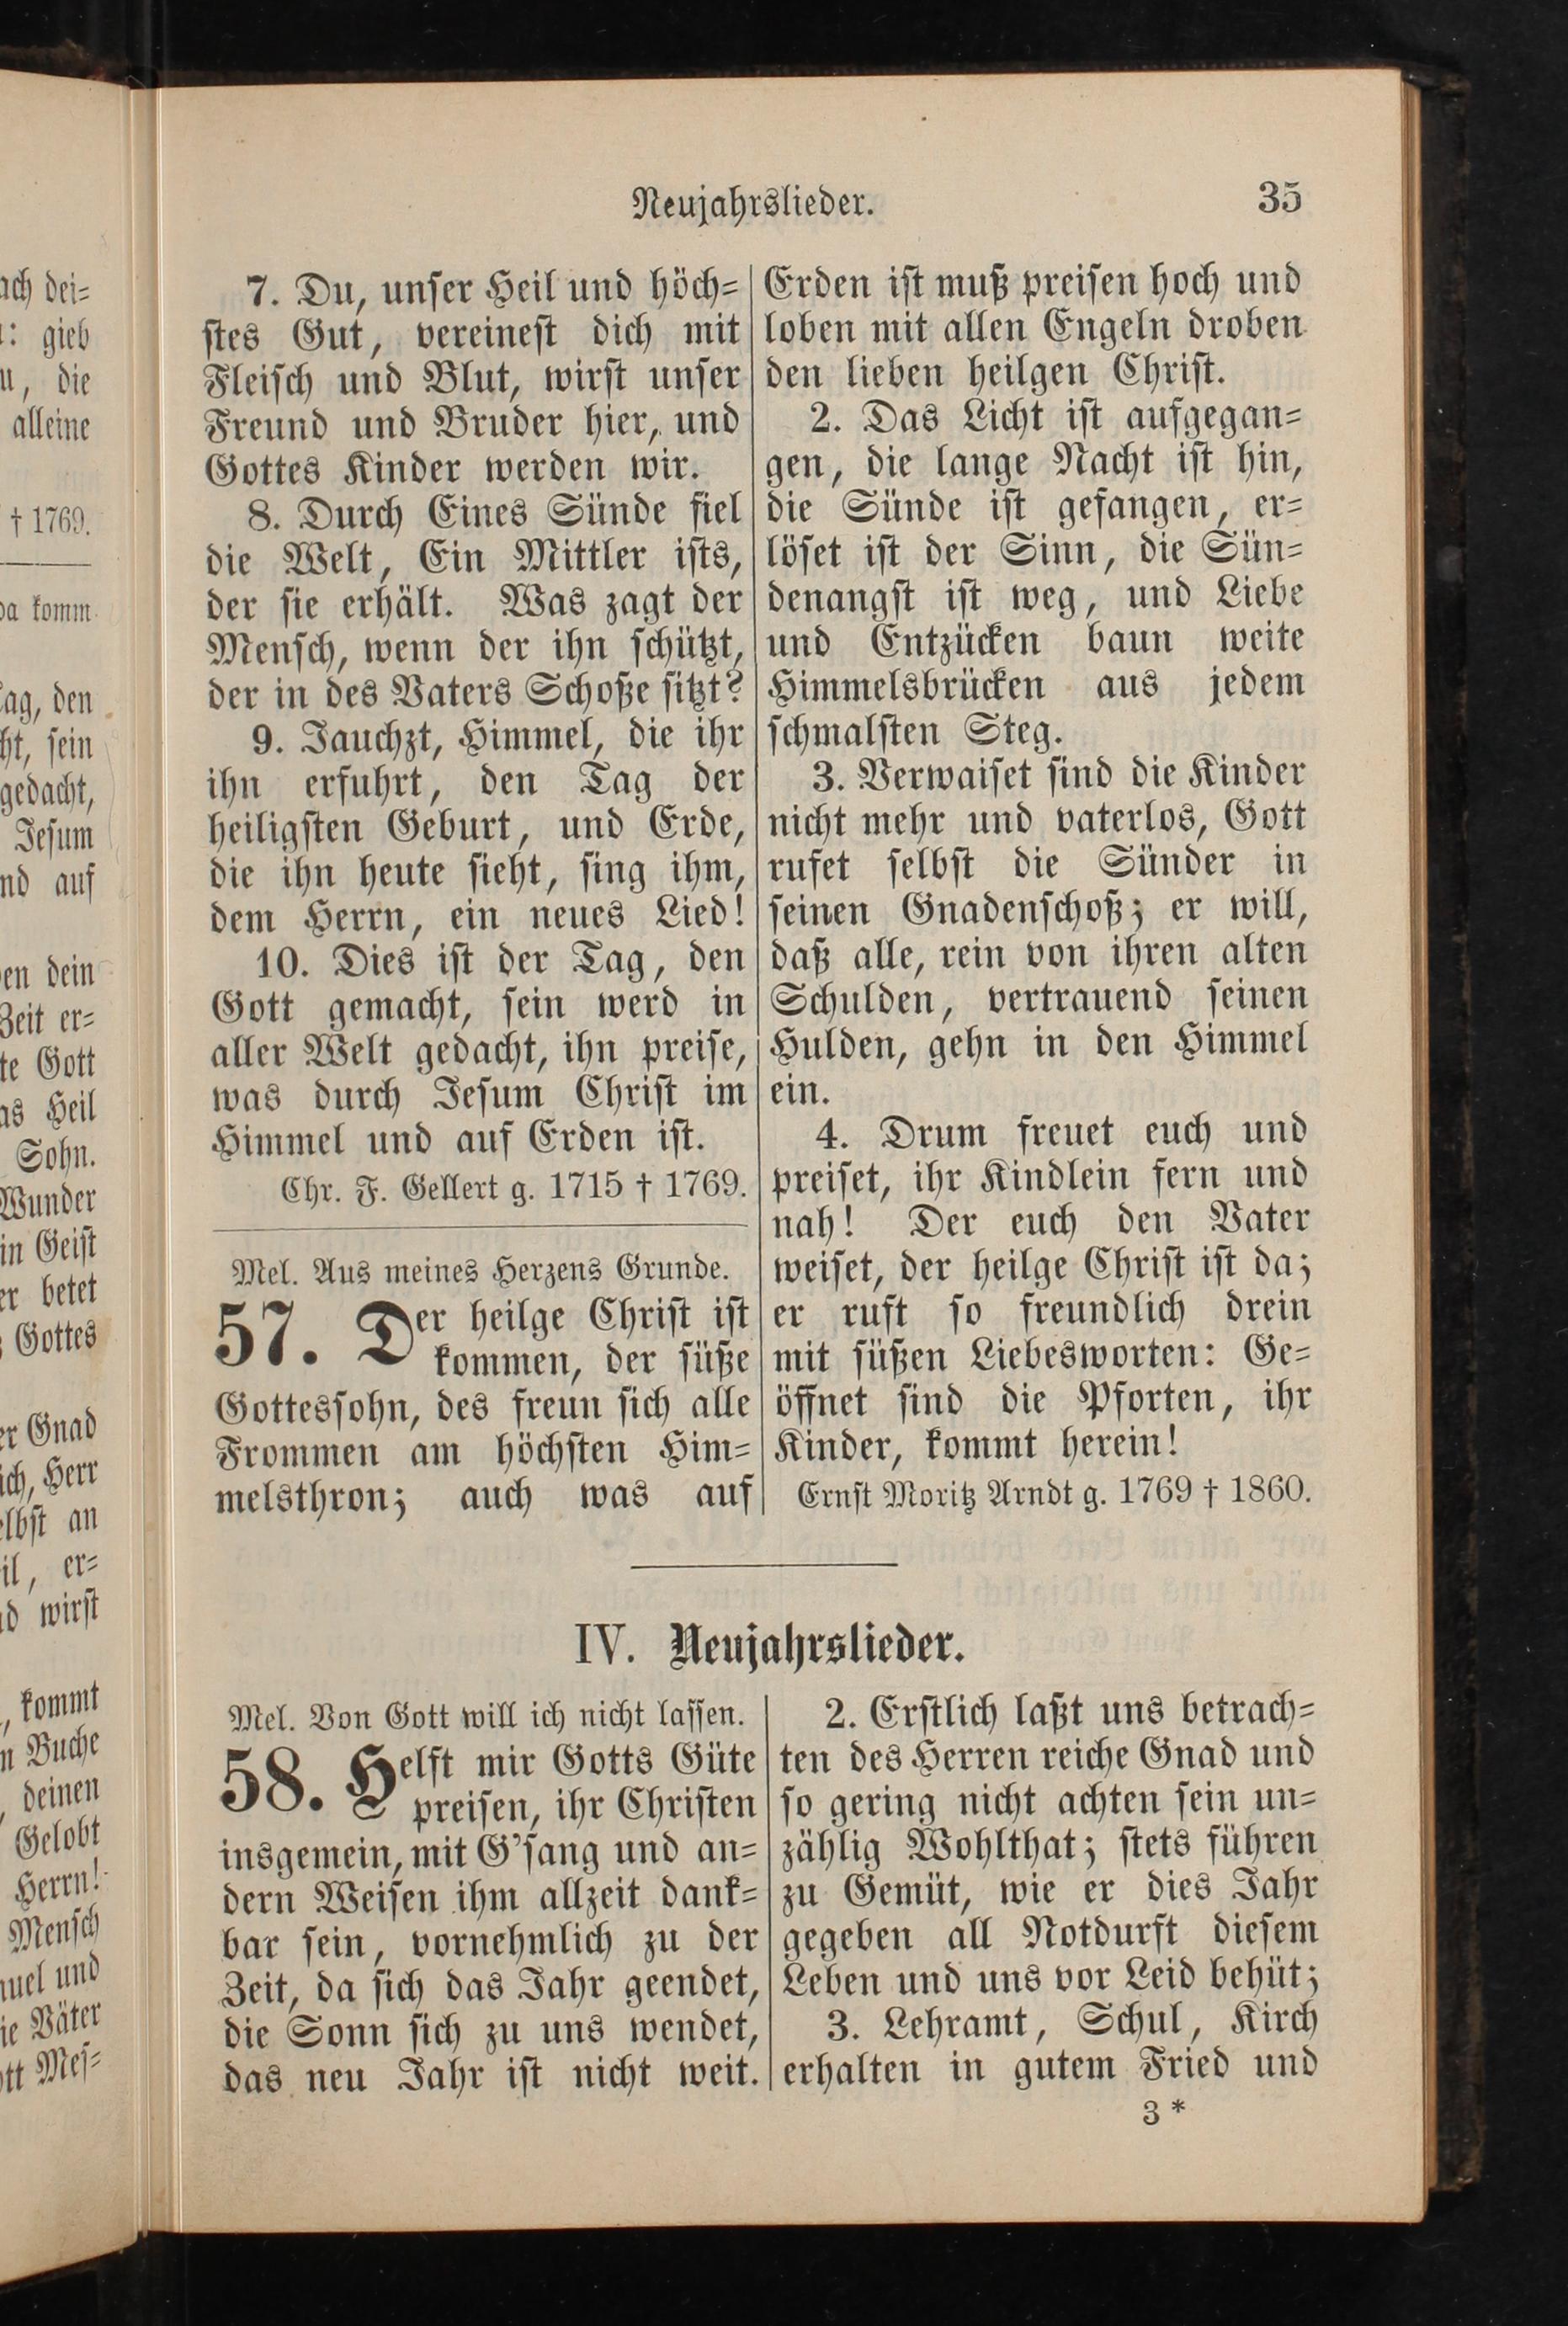 Neujahrslieder.
35
7. Du, unser Heil und höch=
stes Gut, vereinest dich mit
Fleisch und Blut, wirst unser
Freund und Bruder hier, und
Gottes Kinder werden wir.
8. Durch Eines Sünde fiel
die Welt, Ein Mittler ists,
der sie erhält. Was zagt der
Mensch, wenn der ihn schützt,
der in des Vaters Schoße sitzt?
9. Jauchzt, Himmel, die ihr
ihn erfuhrt, den Tag der
heiligsten Geburt, und Erde,
die ihn heute sieht, sing ihm,
dem Herrn, ein neues Lied!
10. Dies ist der Tag, den
Gott gemacht, sein werd in
aller Welt gedacht, ihn preise,
was durch Jesum Christ im
Himmel und auf Erden ist.
Chr. F. Gellert g. 1715 † 1769.
Mel. Aus meines Herzens Grunde.
57. Der heilge Christ ist
kommen, der süße
Gottessohn, des freun sich alle
Frommen am höchsten Him=
melsthron; auch was auf
Erden ist muß preisen hoch und
loben mit allen Engeln droben
den lieben heilgen Christ.
2. Das Licht ist aufgegan=
gen, die lange Nacht ist hin,
die Sünde ist gefangen, er=
löset ist der Sinn, die Sün=
denangst ist weg, und Liebe
und Entzücken baun weite
Himmelsbrücken aus jedem
schmalsten Steg.
3. Verwaiset sind die Kinder
nicht mehr und vaterlos, Gott
rufet selbst die Sünder in
seinen Gnadenschoß; er will,
daß alle, rein von ihren alten
Schulden, vertrauend seinen
Hulden, gehn in den Himmel
ein.
4. Drum freuet euch und
preiset, ihr Kindlein fern und
nah! Der euch den Vater
weiset, der heilge Christ ist da;
er ruft so freundlich drein
mit süßen Liebesworten: Ge=
öffnet sind die Pforten, ihr
Kinder, kommt herein!
Ernst Moritz Arndt g. 1769 † 1860.
IV. Neujahrslieder.
Mel. Von Gott will ich nicht lassen.
58. Helft mir Gotts Güte
preisen, ihr Christen
insgemein, mit G'sang und an=
dern Weisen ihm allzeit dank=
bar sein, vornehmlich zu der
Zeit, da sich das Jahr geendet,
die Sonn sich zu uns wendet,
das neu Jahr ist nicht weit.
2. Erstlich laßt uns betrach=
ten des Herren reiche Gnad und
so gering nicht achten sein un=
zählig Wohlthat; stets führen
zu Gemüt, wie er dies Jahr
gegeben all Notdurft diesem
Leben und uns vor Leid behüt;
3. Lehramt, Schul, Kirch
erhalten in gutem Fried und
3 *